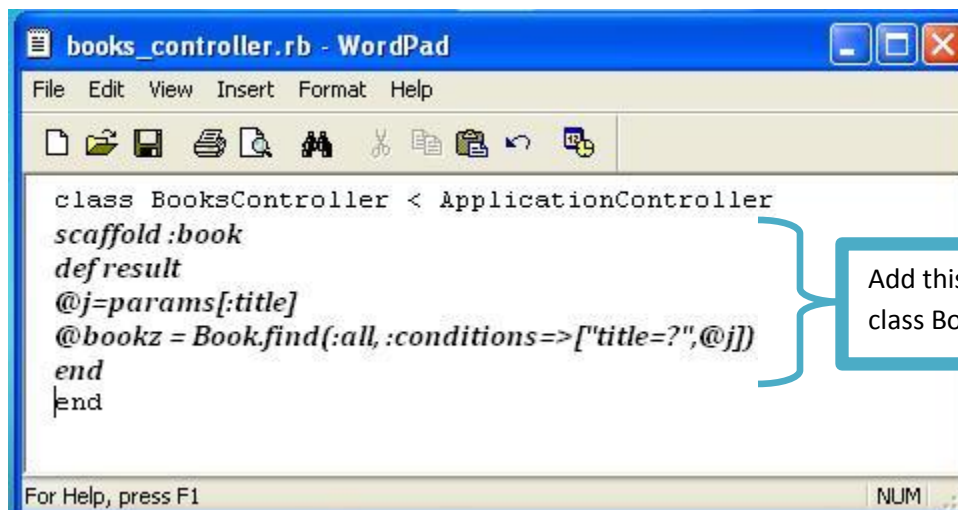 books_controller.rb - WordPad
File Edit View Insert Format Help
class BooksController < ApplicationController
scaffold :book
def result
@j=params[:title]
@bookz = Book.find(:all, :conditions=>["title=?",@j])
end
end
Add this
class Bo
For Help, press F1 NUM